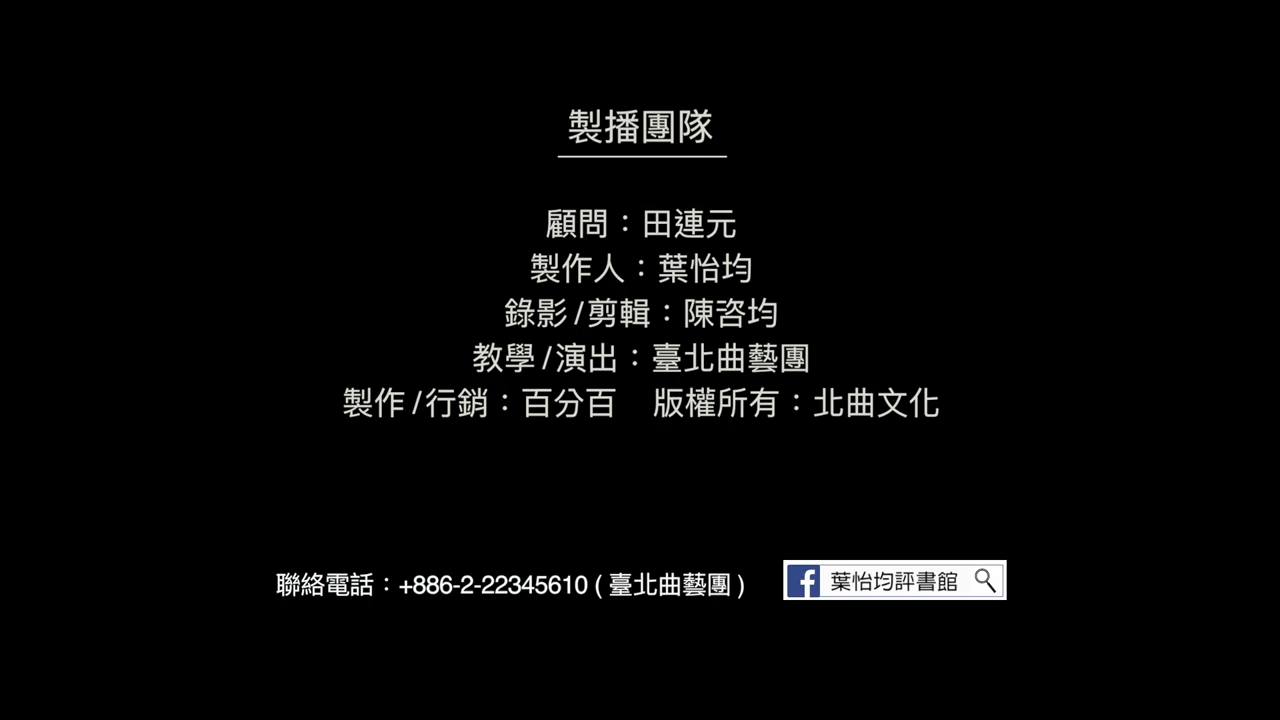 製播團隊
顧問：田連元
製作人：葉怡均
錄影/剪輯：陳咨均
教學/演出：臺北曲藝團
製作/行銷：百分百　版權所有：北曲文化
聯絡電話：+886-2-22345610 ( 臺北曲藝團 )
葉怡均評書館